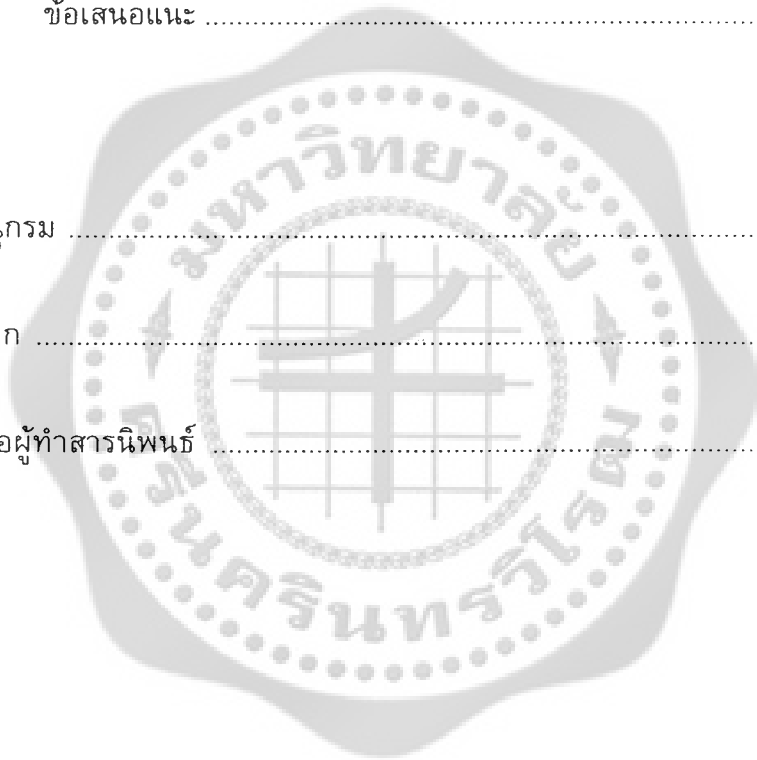 ข้อเสนอแนะ ........................................................................
กรม ........................................................................
ก ........................................................................
อผู้ทำสารนิพนธ์ ........................................................................
มหาวิทยาลัย
ศรีนครินทรวิโรฒ